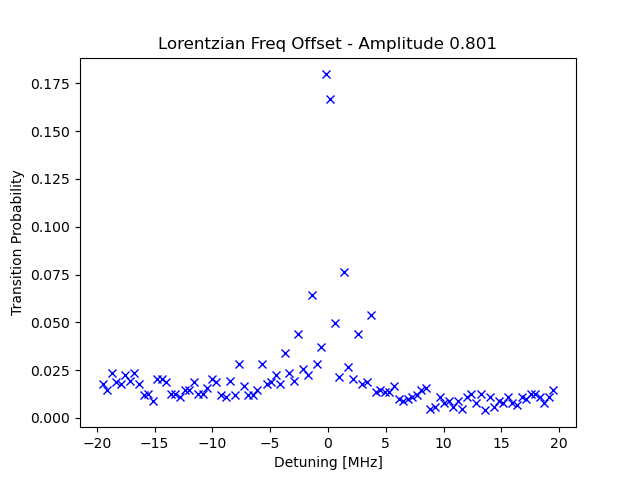 Lorentzian Freq Offset - Amplitude 0.801
0.175
0.150
0.125
0.100
0.075
0.050
0.025
0.000
Transition Probability
−20 −15 −10 −5 0 5 10 15 20
Detuning [MHz]